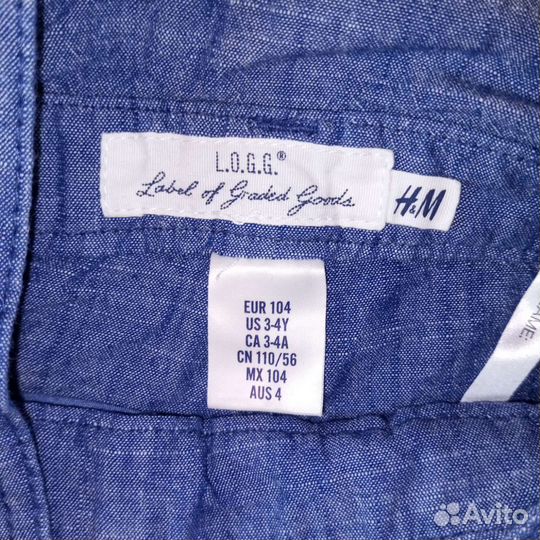 L.O.G.G.®
Label of Graded Goods
H&M
EUR 104
US 3-4Y
CA 3-4A
CN 110/56
MX 104
AUS 4
NAME:
Avito